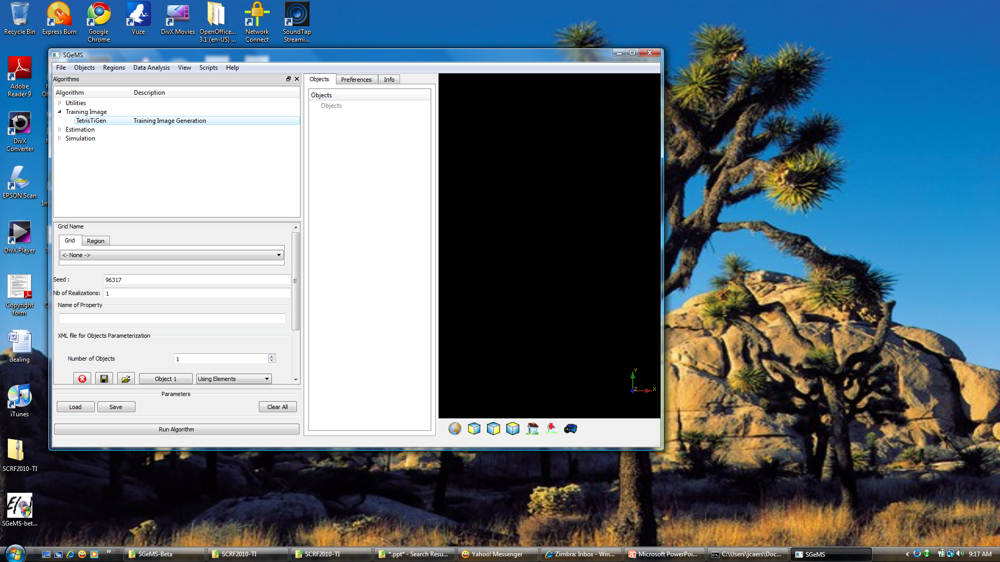 Recycle Bin
Express Burn
Google
Chrome
Vuze
DivX Movies
OpenOffice...
3.1 (en-US) ...
Network
Connect
SoundTap
Streami...
Adobe
Reader 9
DivX
Converter
EPSON Scan
DivX Player
Copyright
form
dealing
iTunes
SCRF2010-TI
SGeMS-bet...
SGeMS
File Objects Regions Data Analysis View Scripts Help
Algorithms
Algorithm Description
Utilities
Training Image
TetrisTiGen Training Image Generation
Estimation
Simulation
Grid Name
Grid Region
<- None ->
Seed : 96317
Nb of Realizations: 1
Name of Property
XML file for Objects Parameterization
Number of Objects 1
Object 1 Using Elements
Parameters
Load Save Clear All
Run Algorithm
Objects Preferences Info
Objects
Objects
Y
Z X
SGeMS-Beta
SCRF2010-TI
SCRF2010-TI
*.ppt* - Search Resu...
Yahoo! Messenger
Zimbra: Inbox - Win...
Microsoft PowerPoi...
C:\Users\jcaers\Doc...
SGeMS
9:17 AM